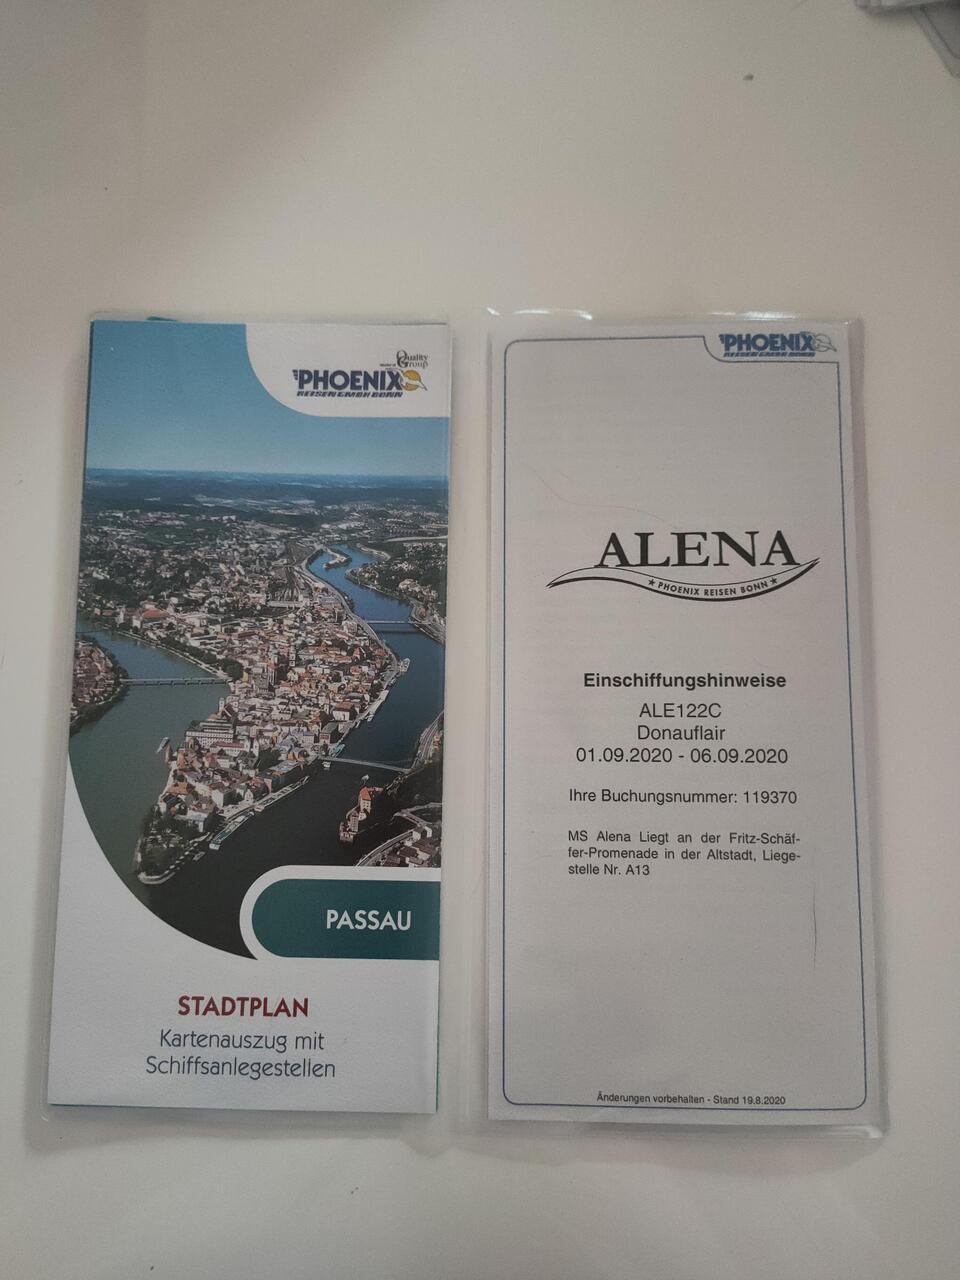 Quality
Group
PHOENIX
REISEN GMBH BONN
PASSAU
STADTPLAN
Kartenauszug mit
Schiffsanlegestellen
PHOENIX
REISEN GMBH BONN
ALENA
★ PHOENIX REISEN BONN ★
Einschiffungshinweise
ALE122C
Donauflair
01.09.2020 - 06.09.2020
Ihre Buchungsnummer: 119370
MS Alena Liegt an der Fritz-Schäf-
fer-Promenade in der Altstadt, Liege-
stelle Nr. A13
Änderungen vorbehalten - Stand 19.8.2020